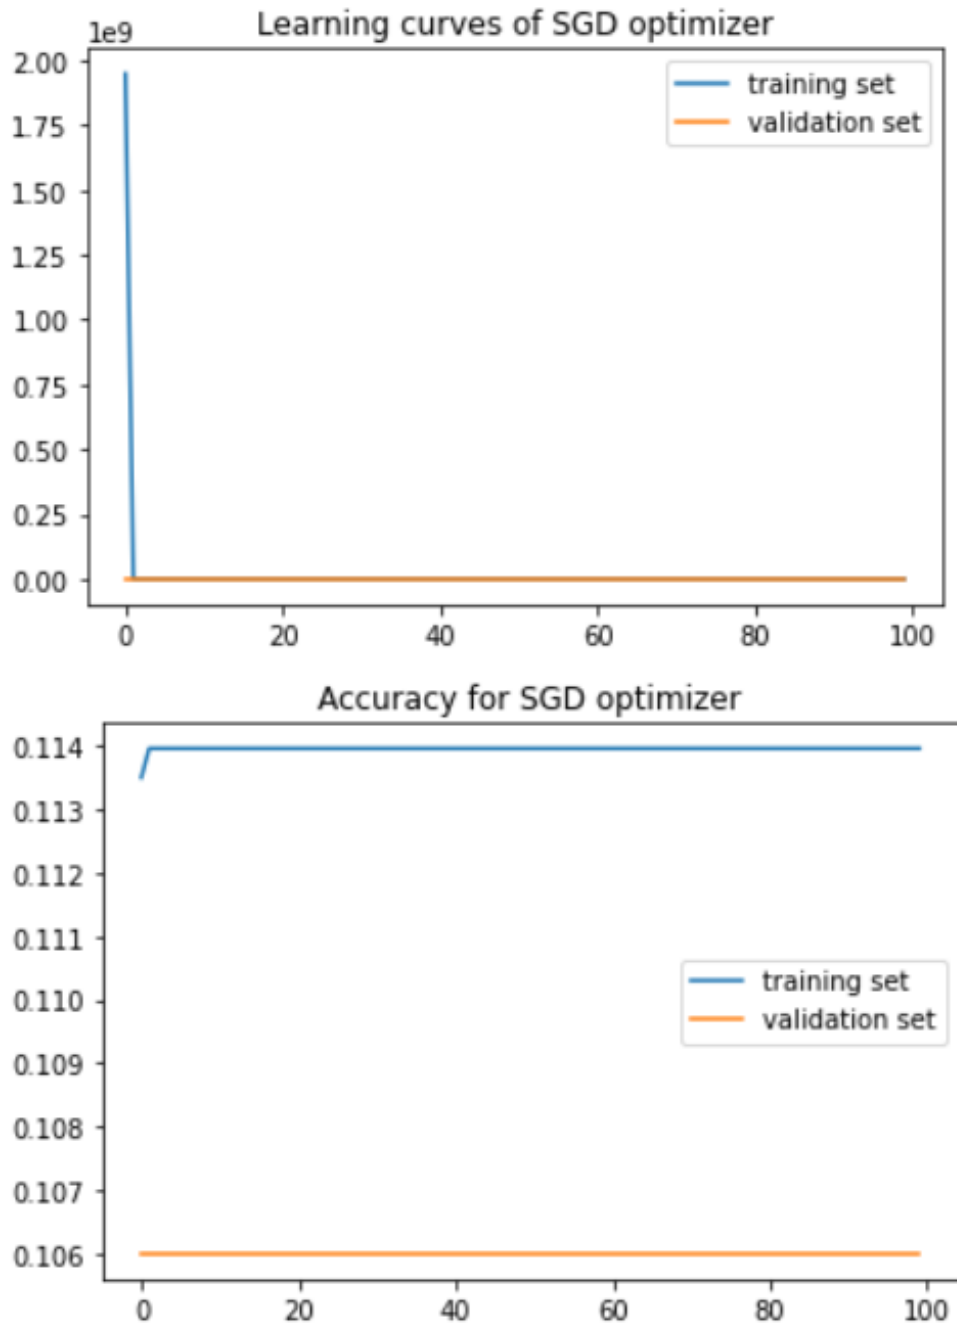 Learning curves of SGD optimizer
1e9
2.00
1.75
1.50
1.25
1.00
0.75
0.50
0.25
0.00
training set
validation set
0 20 40 60 80 100
Accuracy for SGD optimizer
0.114
0.113
0.112
0.111
0.110
0.109
0.108
0.107
0.106
training set
validation set
0 20 40 60 80 100